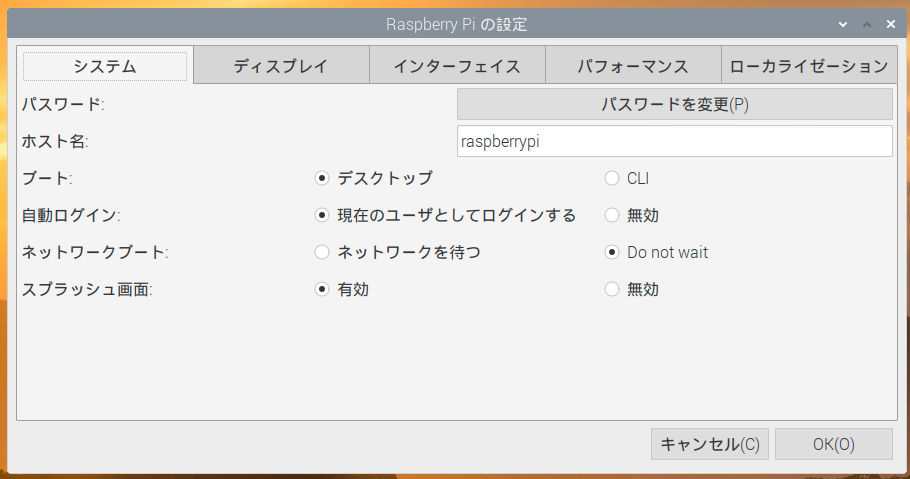 Raspberry Pi の設定
システム ディスプレイ インターフェイス パフォーマンス ローカライゼーション
パスワード: パスワードを変更(P)
ホスト名: raspberrypi
ブート: デスクトップ CLI
自動ログイン: 現在のユーザとしてログインする 無効
ネットワークブート: ネットワークを待つ Do not wait
スプラッシュ画面: 有効 無効
キャンセル(C) OK(O)